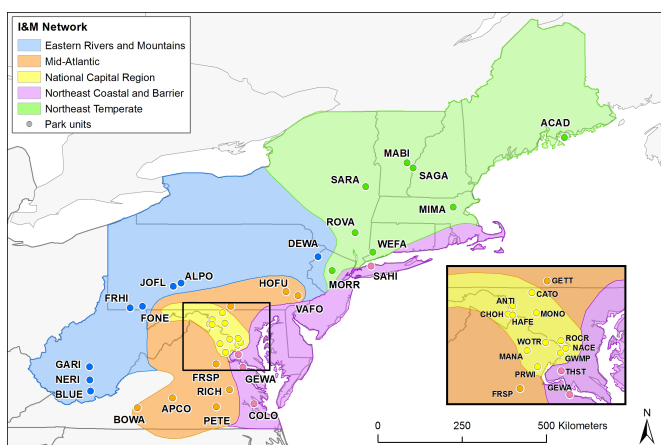 I&M Network
Eastern Rivers and Mountains
Mid-Atlantic
National Capital Region
Northeast Coastal and Barrier
Northeast Temperate
Park units
ACAD
MABI
SAGA
SARA
MIMA
ROVA
WEFA
DEWA
SAHI
MORR
ALPO
JOFL
HOFU
VAFO
FRHI
FONE
GARI
NERI
BLUE
FRSP
GEWA
RICH
APCO
BOWA
PETE
COLO
GETT
CATO
ANTI
CHOH
MONO
HAFE
ROCR
WOTR
NACE
MANA
GWMP
PRWI
THST
FRSP
GEWA
0
250
500 Kilometers
N